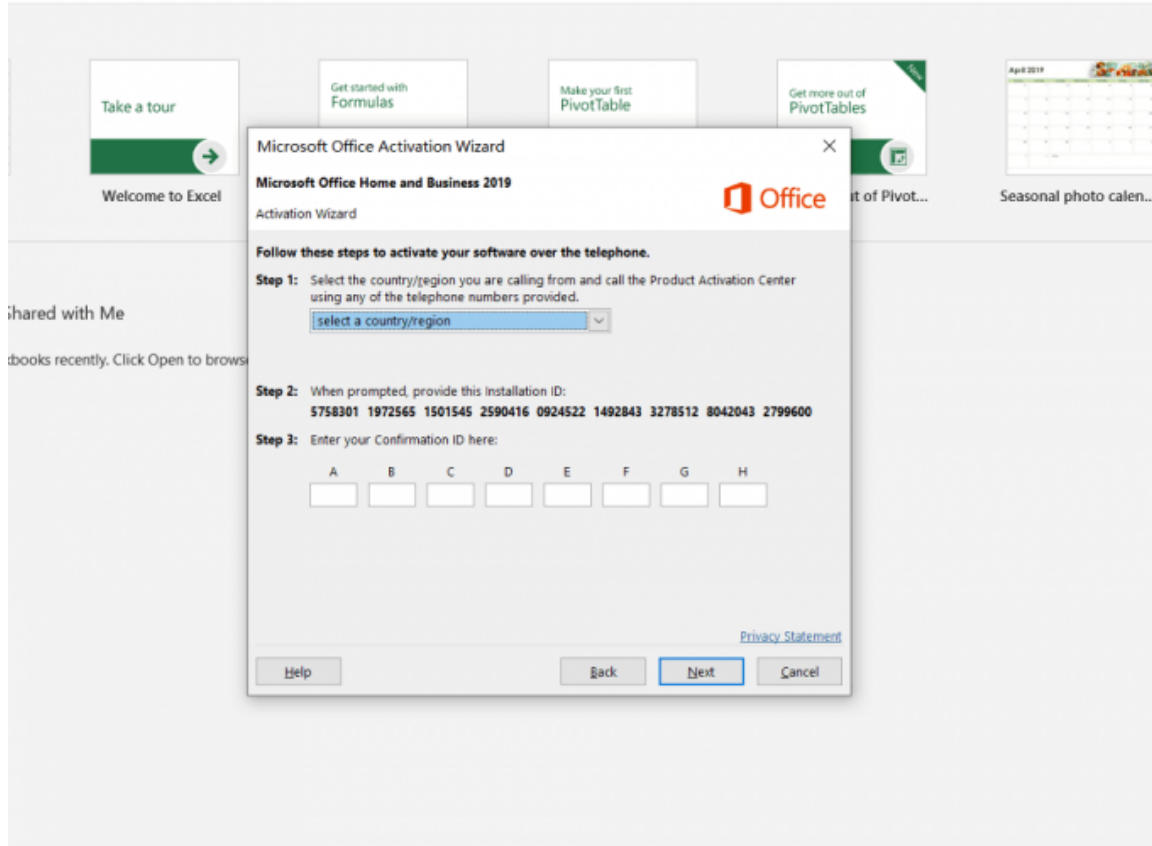 Take a tour
Welcome to Excel
Get started with
Formulas
Make your first
PivotTable
New
Get more out of
PivotTables
t of Pivot...
April 2019
Seasonal photo calen...
Shared with Me
Click Open to
recently.
Microsoft Office Activation Wizard
Microsoft Office Home and Business 2019
Activation Wizard
Office
Follow these steps to activate your software over the telephone.
Step 1: Select the country/region you are calling from and call the Product Activation Center
using any of the telephone numbers provided.
select a country/region
Step 2: When prompted, provide this Installation ID:
5758301 1972565 1501545 2590416 0924522 1492843 3278512 8042043 2799600
Step 3: Enter your Confirmation ID here:
A B C D E F G H
Privacy Statement
Help Back Next Cancel